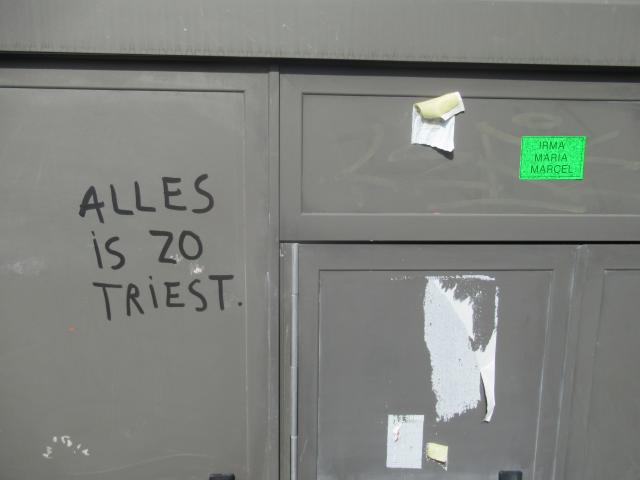 ALLES
iS ZO
TRiEST.
IRMA
MARIA
MARCEL